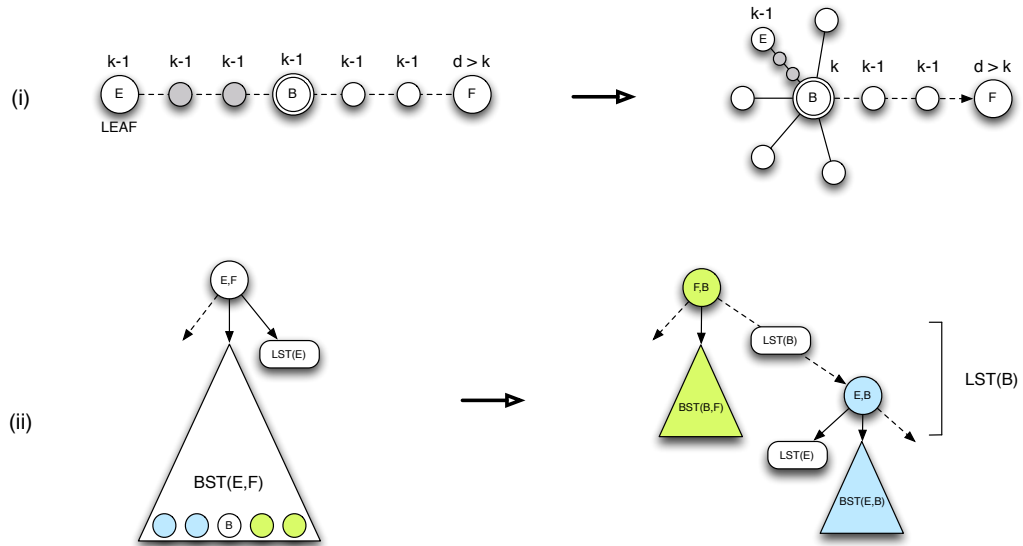 (i)
k-1 k-1 k-1 k-1 k-1 k-1 d > k
E B F
LEAF
k-1
E
k k-1 k-1 d > k
B F
(ii)
E,F
LST(E)
BST(E,F)
B
F,B
LST(B)
BST(B,F)
E,B
LST(E)
BST(E,B)
LST(B)